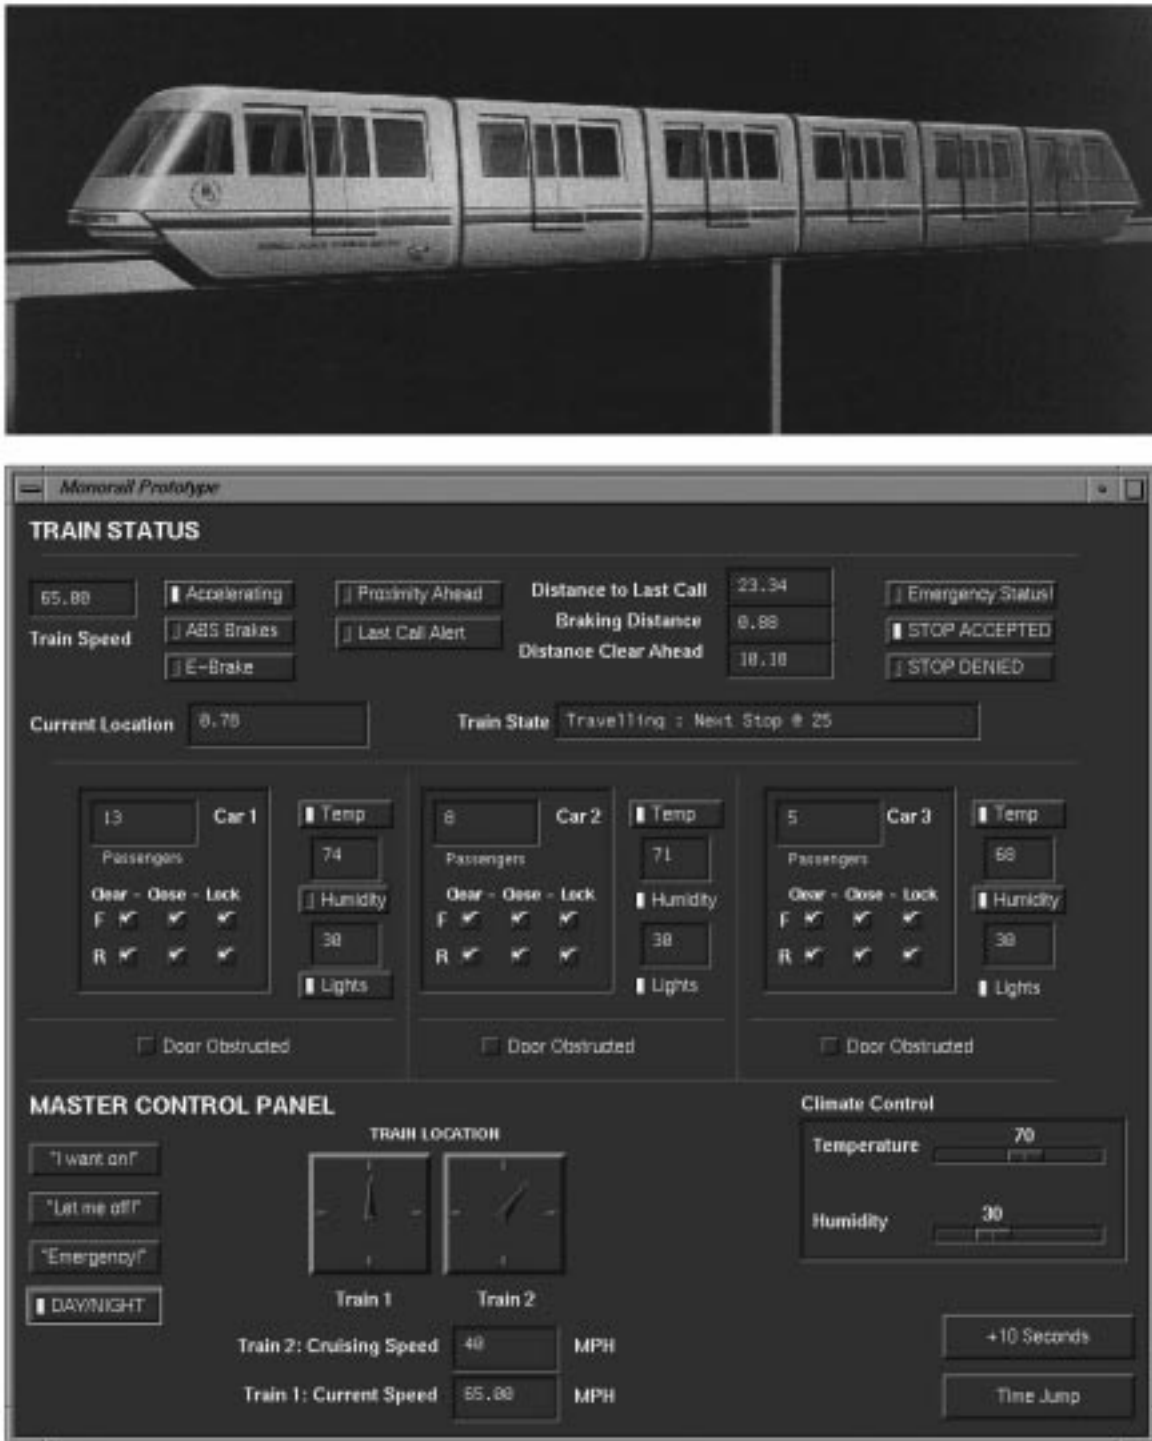 Monorail Prototype
TRAIN STATUS
65.00
Train Speed
Accelerating
ABS Brakes
E-Brake
Proximity Ahead
Last Call Alert
Distance to Last Call 23.34
Braking Distance 0.88
Distance Clear Ahead 10.10
Emergency Status!
STOP ACCEPTED
STOP DENIED
Current Location 0.78
Train State Travelling : Next Stop @ 25
13 Car 1
Passengers
Clear - Close - Lock
F
R
Temp
74
Humidity
30
Lights
8 Car 2
Passengers
Clear - Close - Lock
F
R
Temp
71
Humidity
30
Lights
5 Car 3
Passengers
Clear - Close - Lock
F
R
Temp
68
Humidity
30
Lights
Door Obstructed
Door Obstructed
Door Obstructed
MASTER CONTROL PANEL
"I want on!"
"Let me off!"
"Emergency!"
DAY/NIGHT
TRAIN LOCATION
Train 1 Train 2
Train 2: Cruising Speed 40 MPH
Train 1: Current Speed 65.00 MPH
Climate Control
Temperature 70
Humidity 30
+10 Seconds
Time Jump